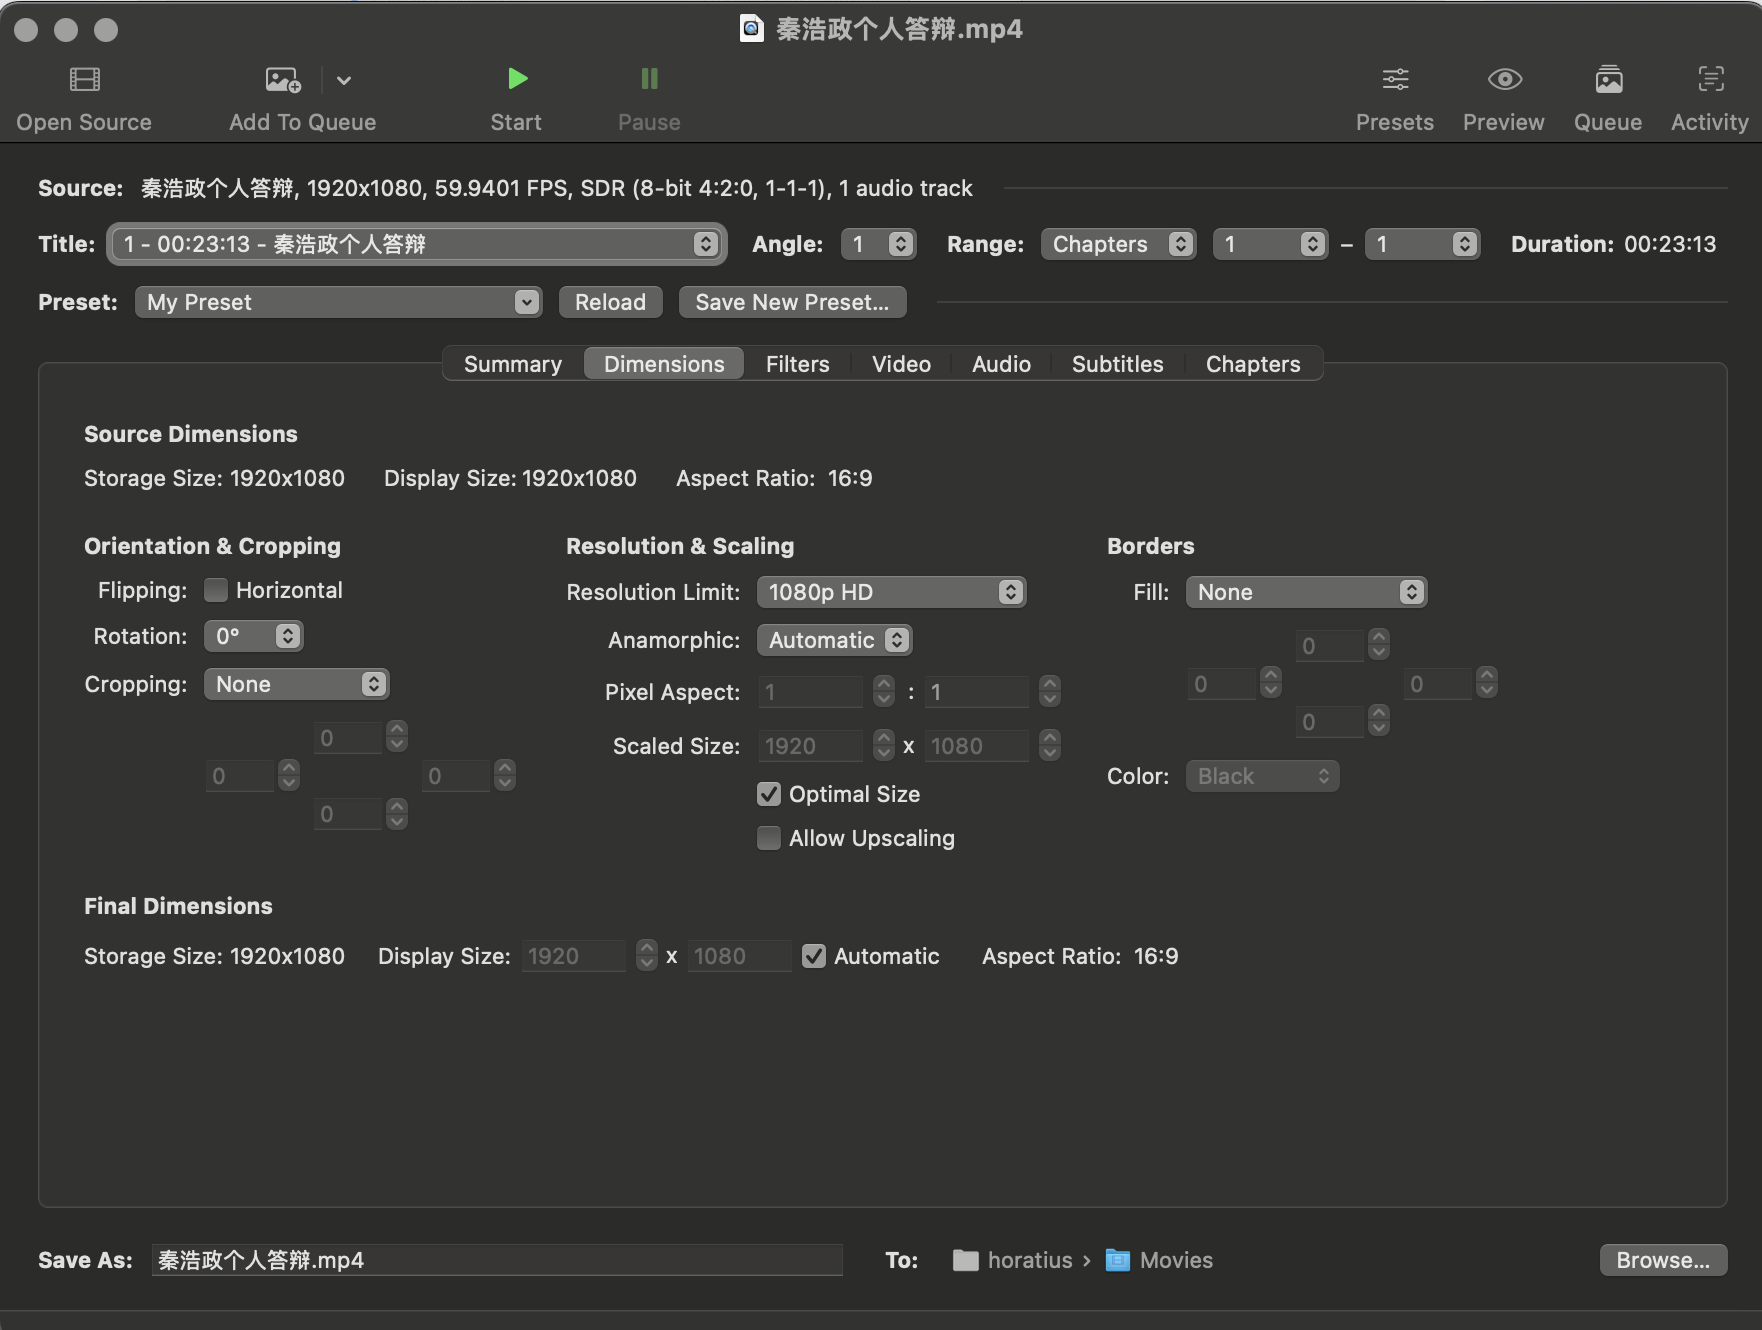 秦浩政个人答辩.mp4
Open Source
Add To Queue
Start
Pause
Presets
Preview
Queue
Activity
Source: 秦浩政个人答辩, 1920x1080, 59.9401 FPS, SDR (8-bit 4:2:0, 1-1-1), 1 audio track
Title: 1 - 00:23:13 - 秦浩政个人答辩 Angle: 1 Range: Chapters 1 – 1 Duration: 00:23:13
Preset: My Preset Reload Save New Preset...
Summary Dimensions Filters Video Audio Subtitles Chapters
Source Dimensions
Storage Size: 1920x1080 Display Size: 1920x1080 Aspect Ratio: 16:9
Orientation & Cropping
Flipping: Horizontal
Rotation: 0°
Cropping: None
0
0 0
0
Resolution & Scaling
Resolution Limit: 1080p HD
Anamorphic: Automatic
Pixel Aspect: 1 : 1
Scaled Size: 1920 x 1080
Optimal Size
Allow Upscaling
Borders
Fill: None
0
0 0
0
Color: Black
Final Dimensions
Storage Size: 1920x1080 Display Size: 1920 x 1080 Automatic Aspect Ratio: 16:9
Save As: 秦浩政个人答辩.mp4 To: horatius › Movies Browse...